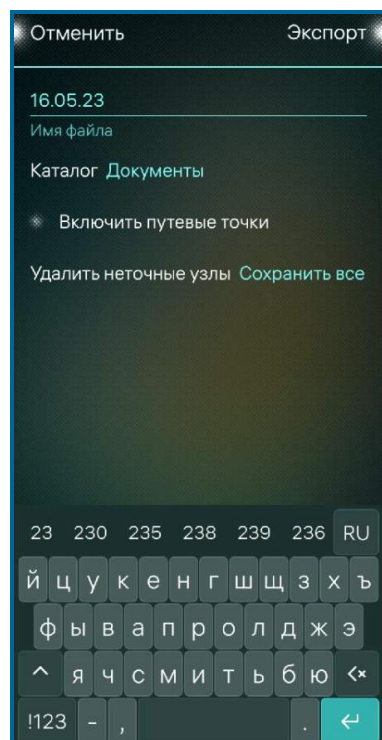 Отменить Экспорт
16.05.23
Имя файла
Каталог Документы
Включить путевые точки
Удалить неточные узлы Сохранить все
23 230 235 238 239 236 RU
й ц у к е н г ш щ з х ъ
ф ы в а п р о л д ж э
я ч с м и т ь б ю
!123 - , .